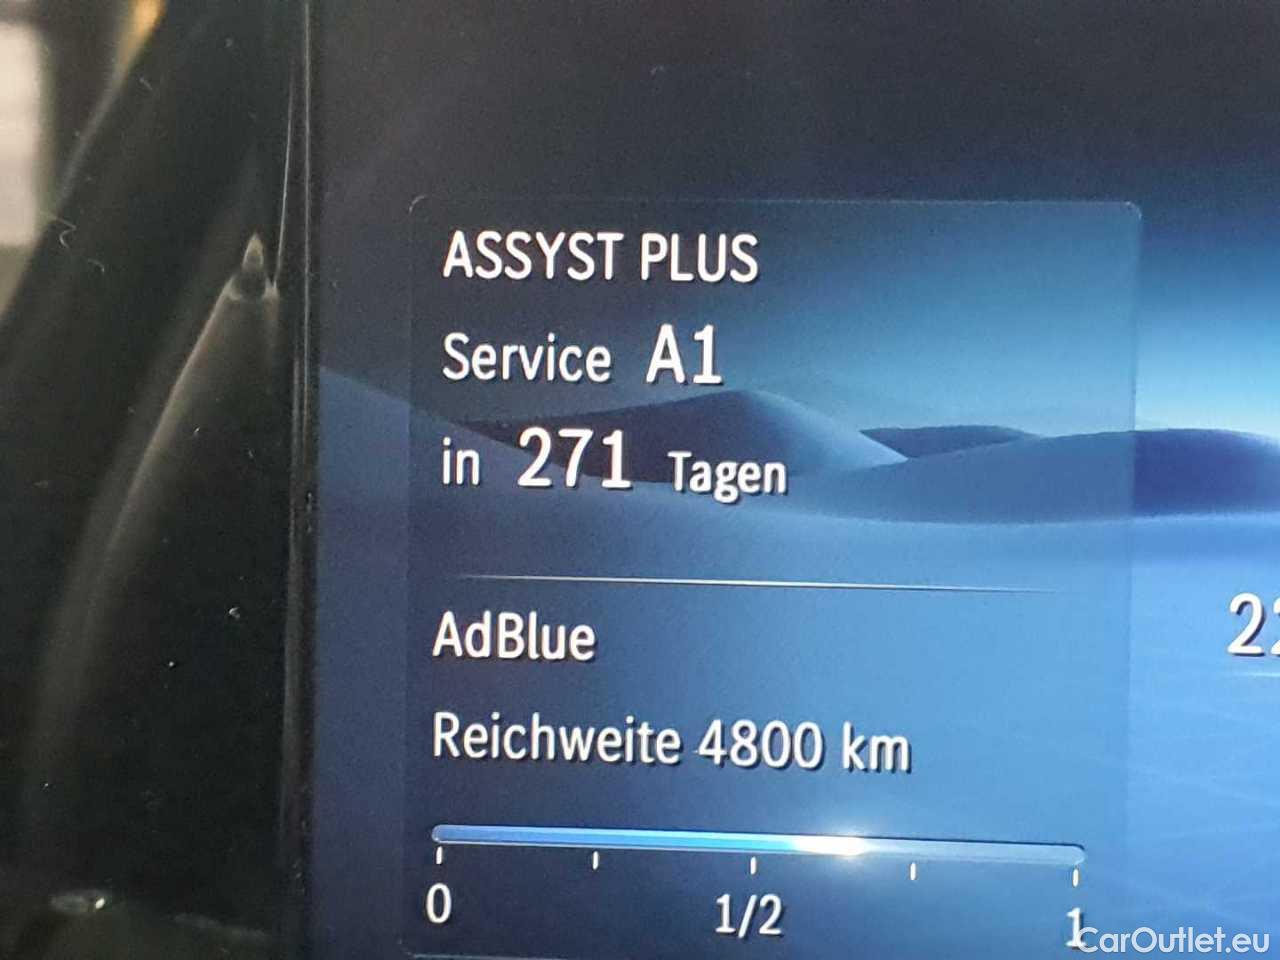 ASSYST PLUS
Service A1
in 271 Tagen
AdBlue
Reichweite 4800 km
0 1/2 1
CarOutlet.eu